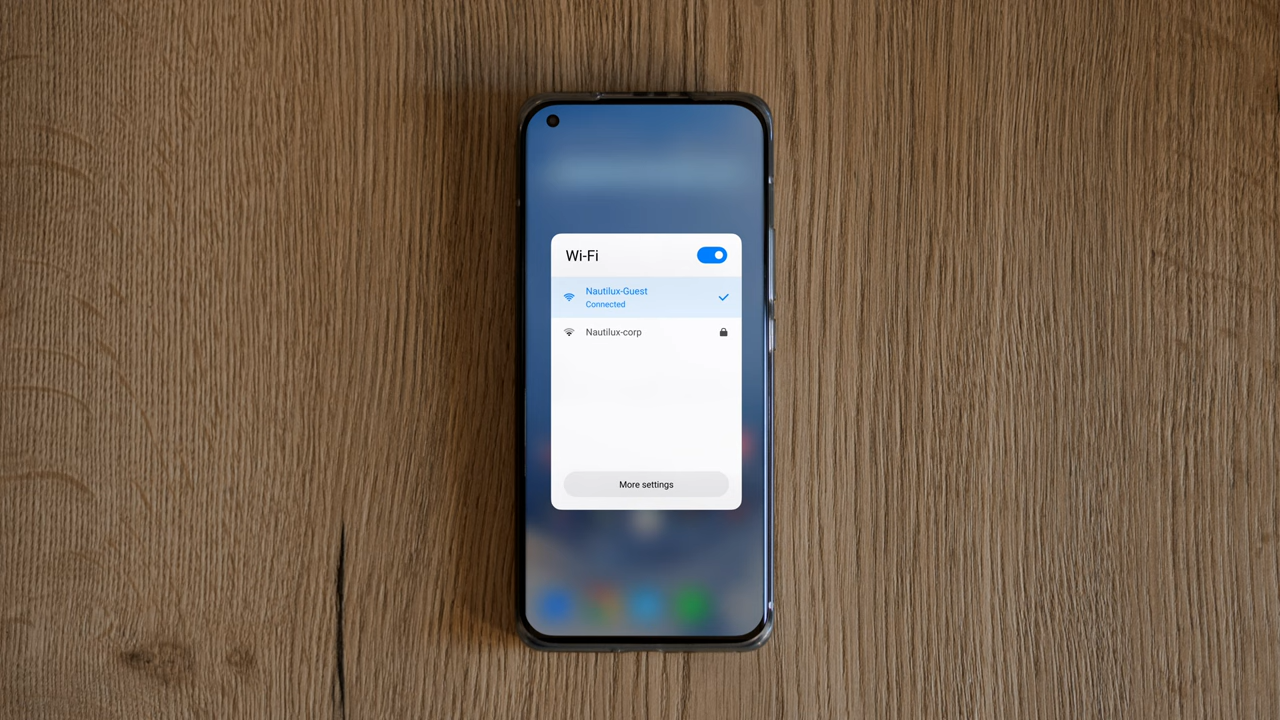 Wi-Fi
Nautilux-Guest
Connected
Nautilux-corp
More settings